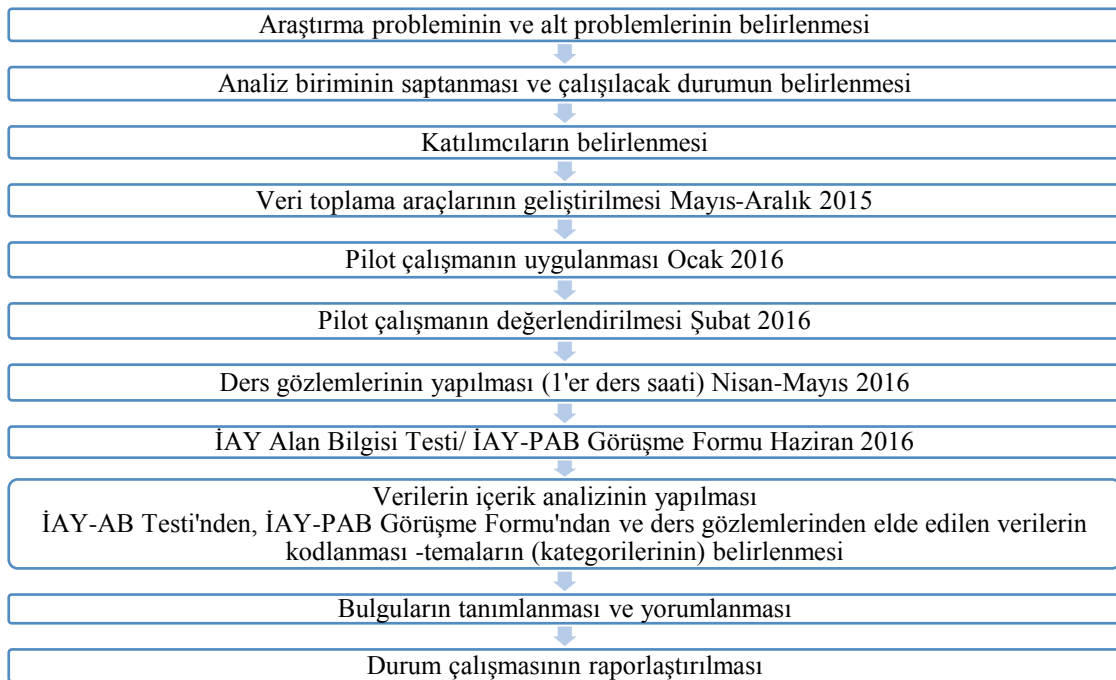 Araştırma probleminin ve alt problemlerinin belirlenmesi
Analiz biriminin saptanması ve çalışılacak durumun belirlenmesi
Katılımcıların belirlenmesi
Veri toplama araçlarının geliştirilmesi Mayıs-Aralık 2015
Pilot çalışmanın uygulanması Ocak 2016
Pilot çalışmanın değerlendirilmesi Şubat 2016
Ders gözlemlerinin yapılması (1'er ders saati) Nisan-Mayıs 2016
İAY Alan Bilgisi Testi/ İAY-PAB Görüşme Formu Haziran 2016
Verilerin içerik analizinin yapılması
İAY-AB Testi'nden, İAY-PAB Görüşme Formu'ndan ve ders gözlemlerinden elde edilen verilerin
kodlanması -temaların (kategorilerinin) belirlenmesi
Bulguların tanımlanması ve yorumlanması
Durum çalışmasının raporlaştırılması